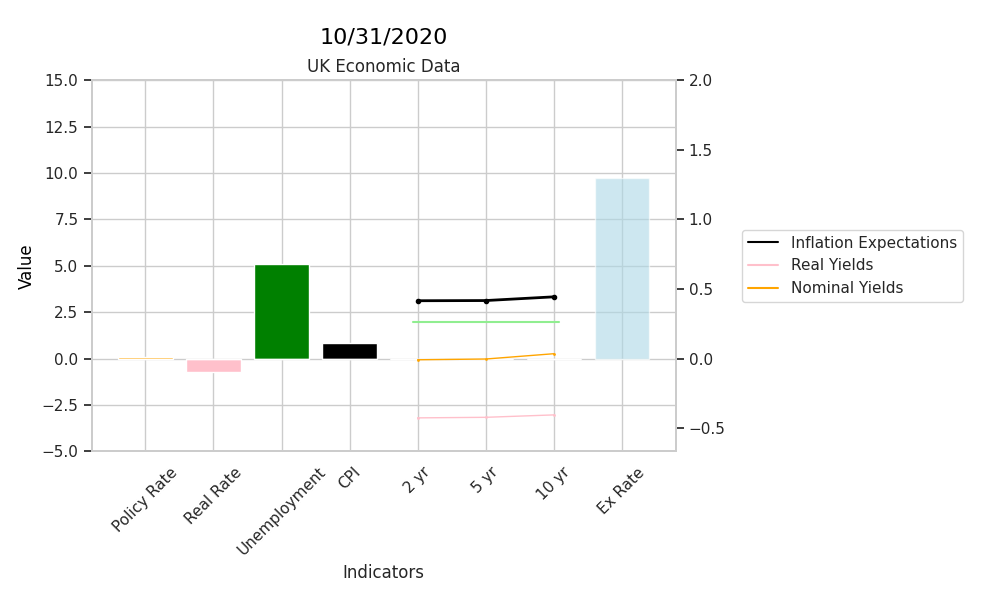 10/31/2020
UK Economic Data
15.0
12.5
10.0
7.5
5.0
2.5
0.0
−2.5
−5.0
Value
2.0
1.5
1.0
0.5
0.0
−0.5
Inflation Expectations
Real Yields
Nominal Yields
Policy Rate
Real Rate
Unemployment
CPI
2 yr
5 yr
10 yr
Ex Rate
Indicators